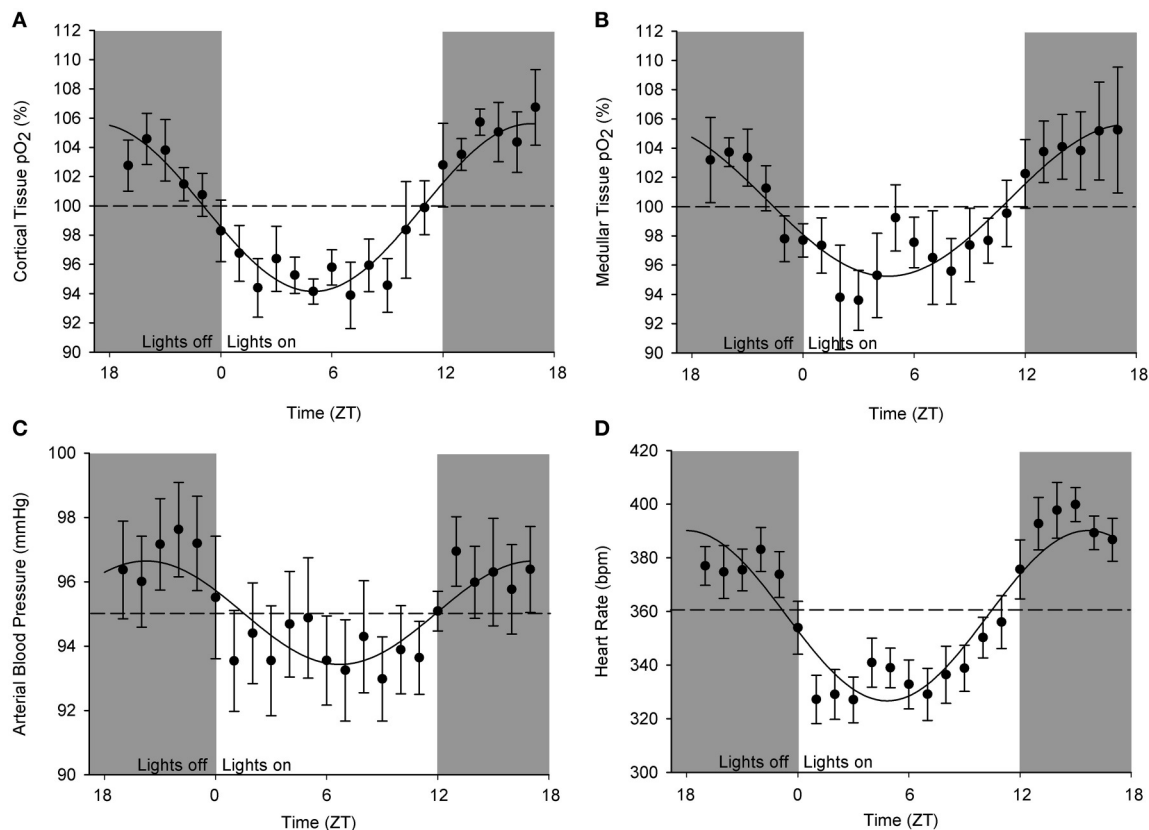 A
112
110
108
106
104
102
100
98
96
94
92
90
Cortical Tissue pO2 (%)
Lights off
Lights on
18
0
6
12
18
Time (ZT)
B
112
110
108
106
104
102
100
98
96
94
92
90
Medullar Tissue pO2 (%)
Lights off
Lights on
18
0
6
12
18
Time (ZT)
C
100
98
96
94
92
90
Arterial Blood Pressure (mmHg)
Lights off
Lights on
18
0
6
12
18
Time (ZT)
D
420
400
380
360
340
320
300
Heart Rate (bpm)
Lights off
Lights on
18
0
6
12
18
Time (ZT)